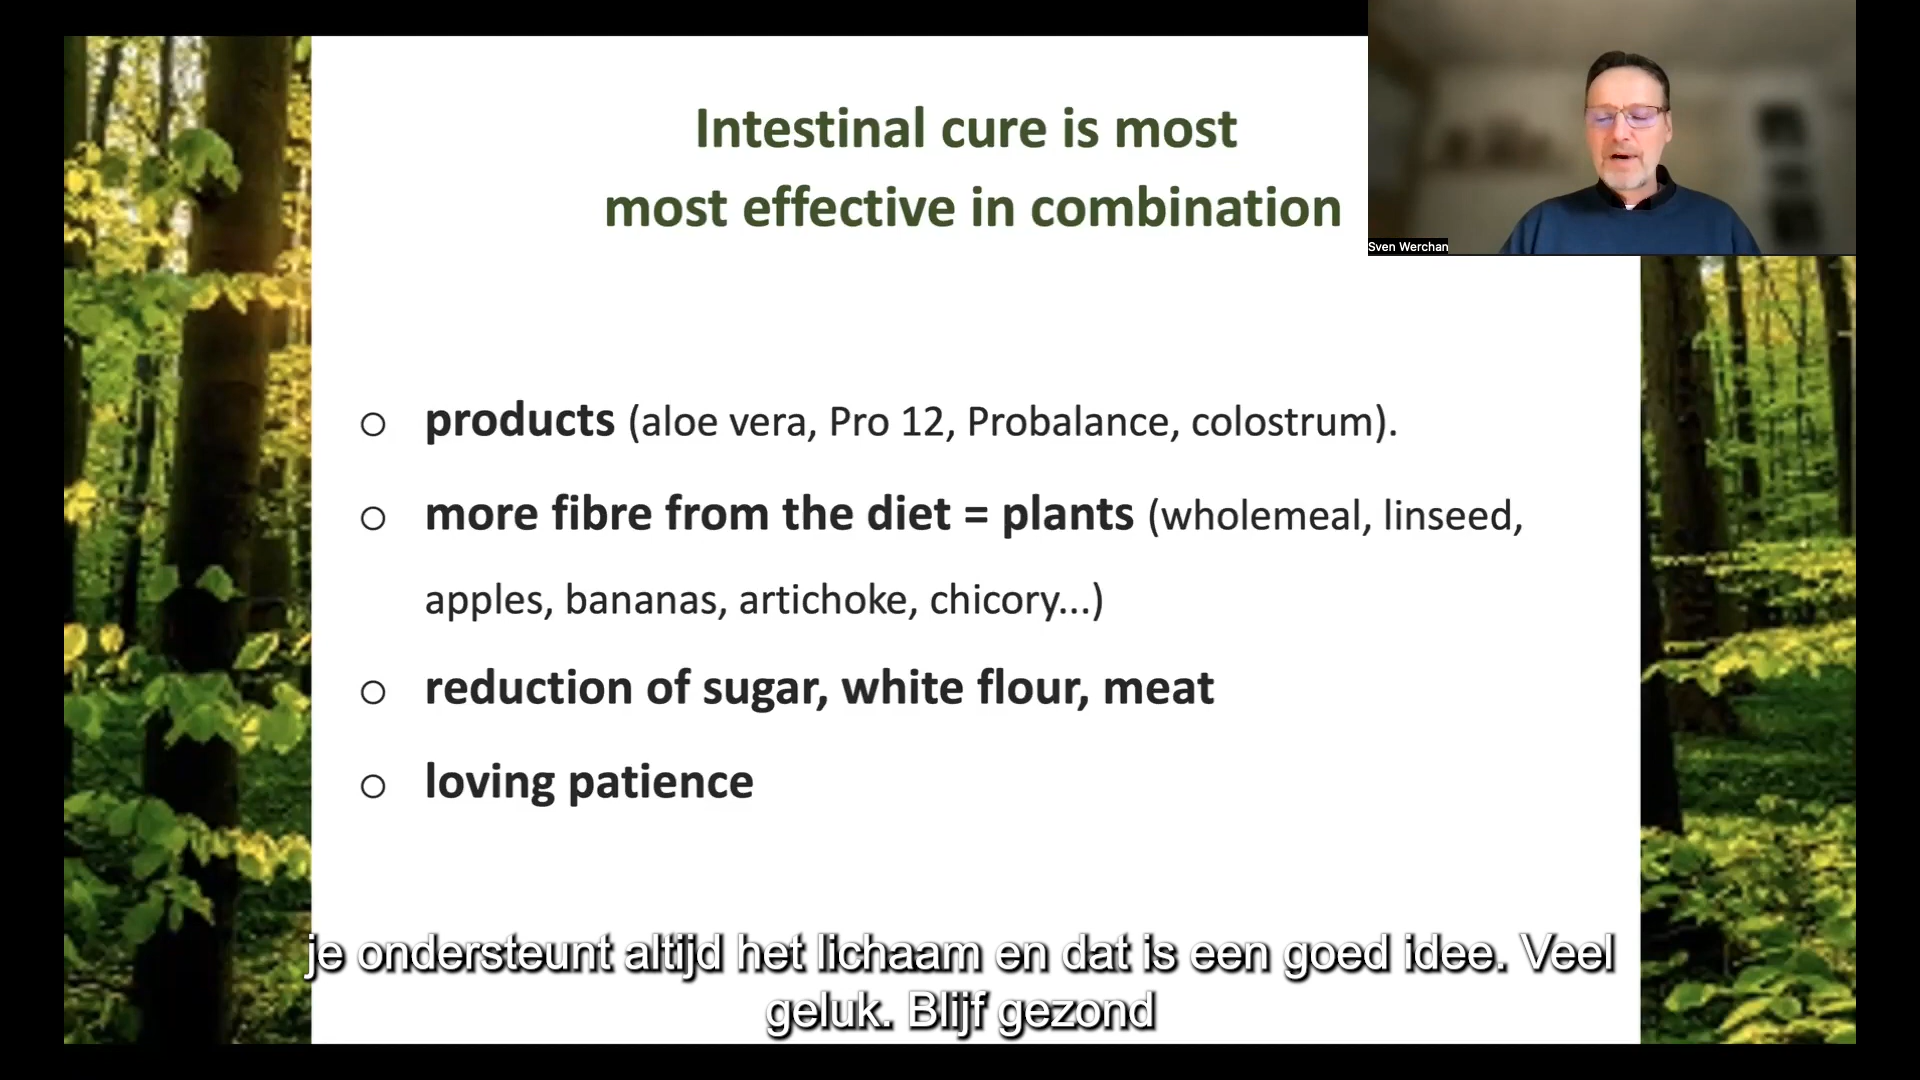 Intestinal cure is most
most effective in combination
Sven Werchan
○ products (aloe vera, Pro 12, Probalance, colostrum).
○ more fibre from the diet = plants (wholemeal, linseed,
apples, bananas, artichoke, chicory...)
○ reduction of sugar, white flour, meat
○ loving patience
je ondersteunt altijd het lichaam en dat is een goed idee. Veel
geluk. Blijf gezond